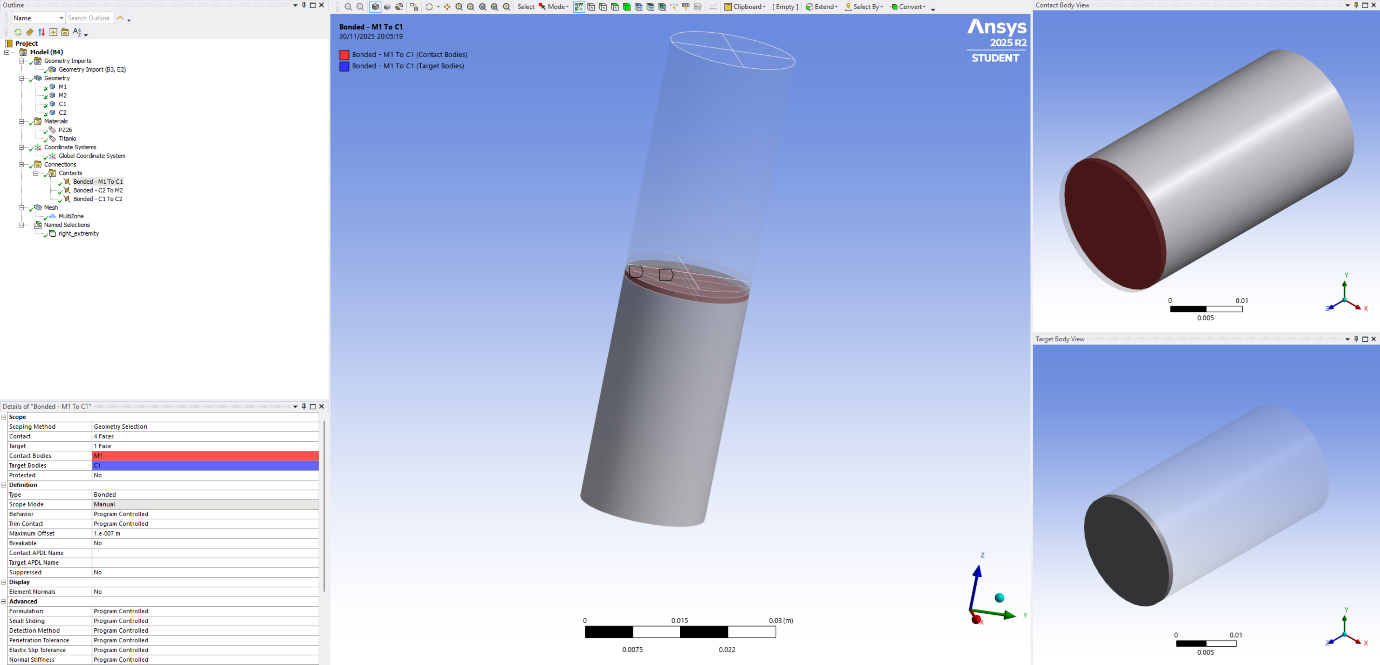 Outline
Name
Search Outline
Project
Model (B4)
Geometry Imports
Geometry Import (B3, E2)
Geometry
M1
M2
C1
C2
Materials
PZ26
Titanio
Coordinate Systems
Global Coordinate System
Connections
Contacts
Bonded - M1 To C1
Bonded - C2 To M2
Bonded - C1 To C2
Mesh
MultiZone
Named Selections
right_extremity
Details of "Bonded - M1 To C1"
Scope
Scoping Method Geometry Selection
Contact 4 Faces
Target 1 Face
Contact Bodies M1
Target Bodies C1
Protected No
Definition
Type Bonded
Scope Mode Manual
Behavior Program Controlled
Trim Contact Program Controlled
Maximum Offset 1.e-007 m
Breakable No
Contact APDL Name
Target APDL Name
Suppressed No
Display
Element Normals No
Advanced
Formulation Program Controlled
Small Sliding Program Controlled
Detection Method Program Controlled
Penetration Tolerance Program Controlled
Elastic Slip Tolerance Program Controlled
Normal Stiffness Program Controlled
Select Mode Clipboard [ Empty ] Extend Select By Convert
Bonded - M1 To C1
30/11/2025 20:05:19
Bonded - M1 To C1 (Contact Bodies)
Bonded - M1 To C1 (Target Bodies)
Ansys
2025 R2
STUDENT
Z
Y
X
0 0.015 0.03 (m)
0.0075 0.022
Contact Body View
0 0.01
0.005
Y
Z X
Target Body View
0 0.01
0.005
Y
Z X